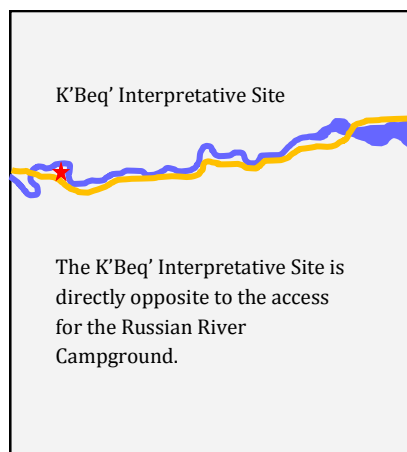 K’Beq’ Interpretative Site
The K’Beq’ Interpretative Site is
directly opposite to the access
for the Russian River
Campground.